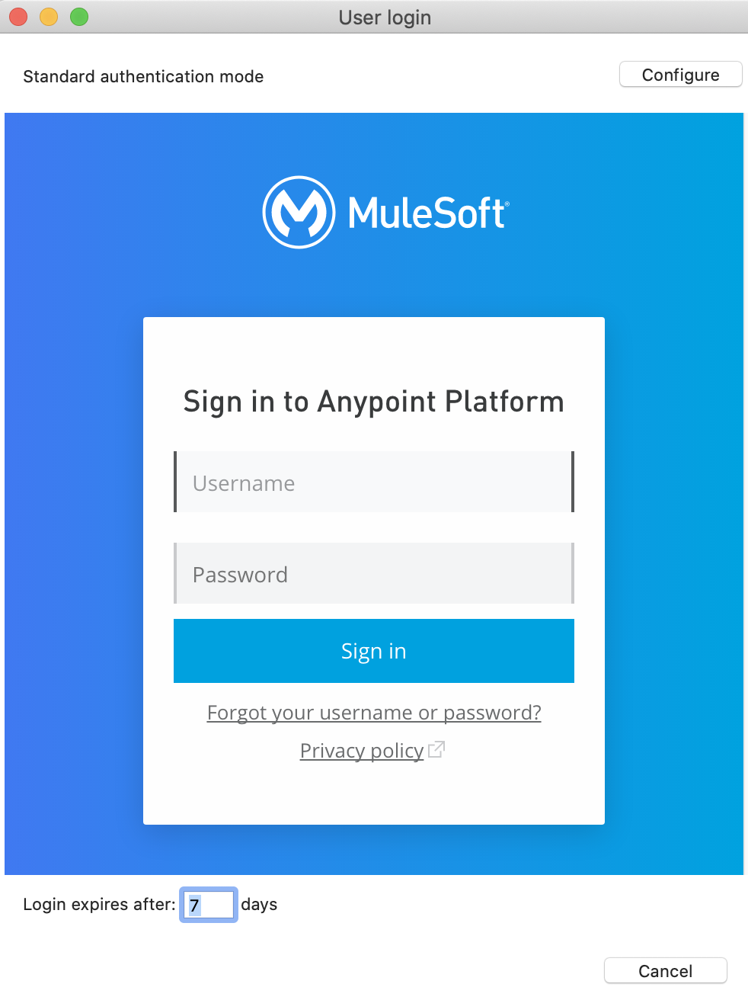 User login
Standard authentication mode
Configure
MuleSoft®
Sign in to Anypoint Platform
Username
Password
Sign in
Forgot your username or password?
Privacy policy
Login expires after: 7 days
Cancel